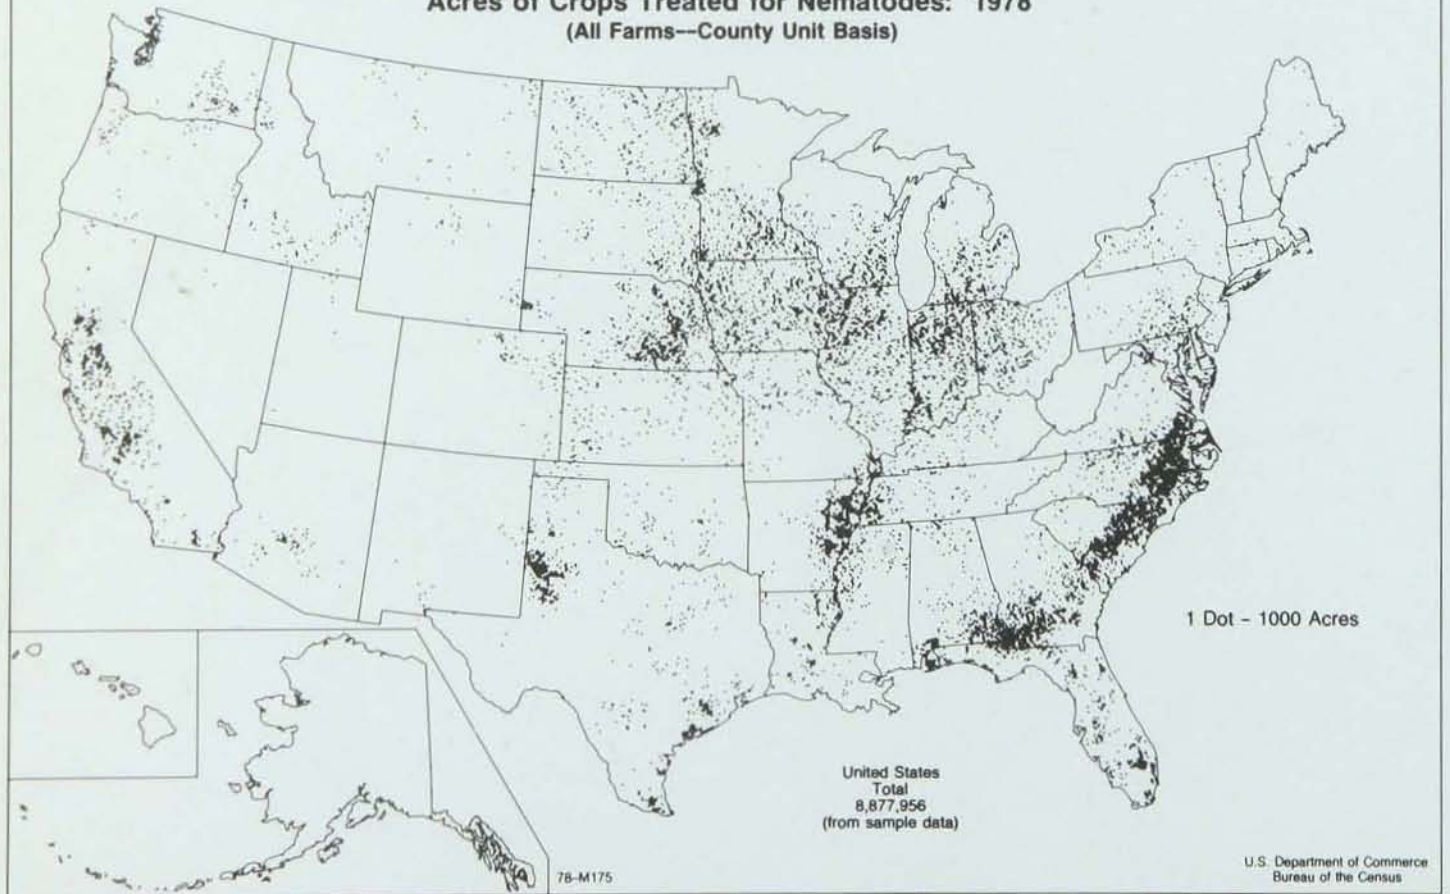 Acres of Crops Treated for Nematodes: 1978
(All Farms--County Unit Basis)
1 Dot - 1000 Acres
United States
Total
8,877,956
(from sample data)
78-M175
U.S. Department of Commerce
Bureau of the Census